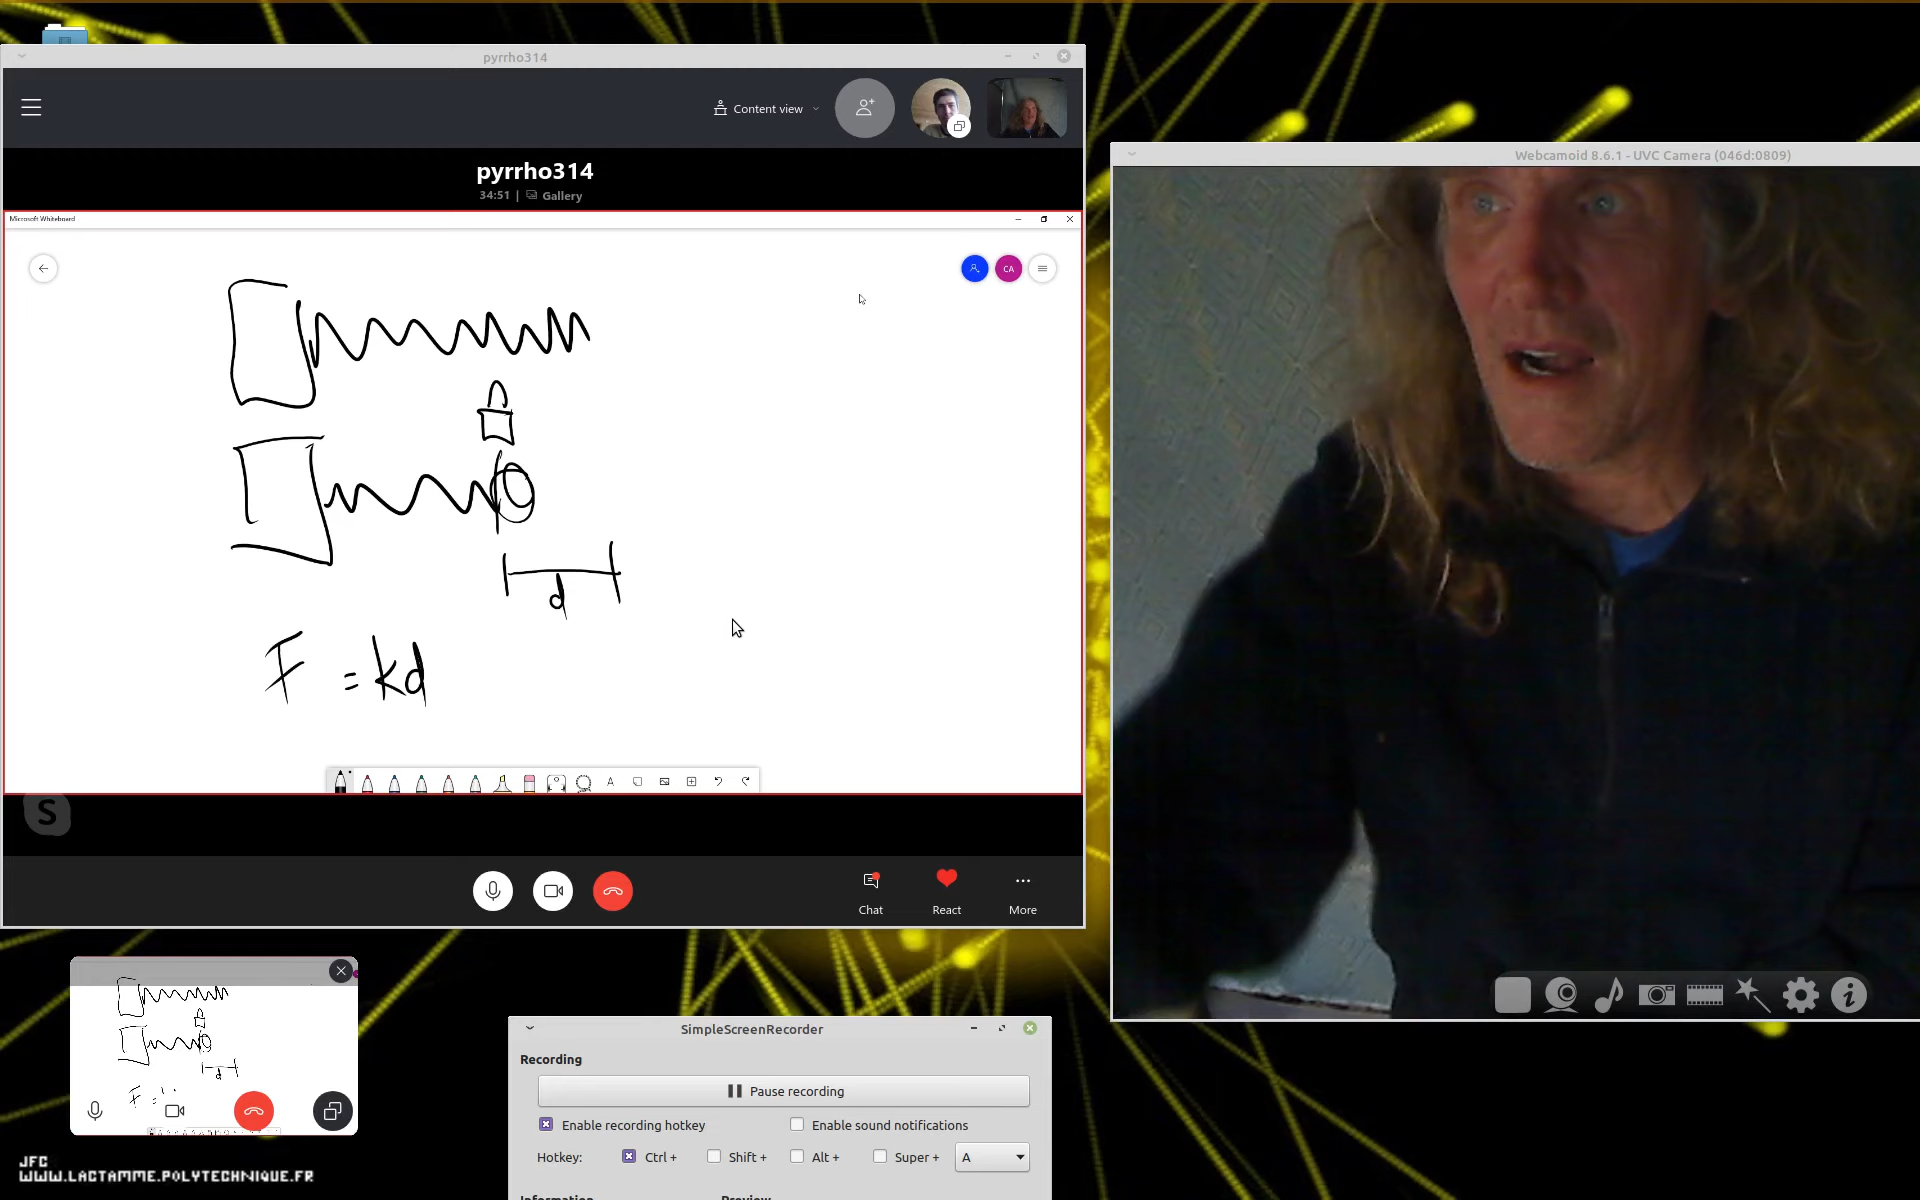 pyrrho314
Content view
pyrrho314
34:51 | Gallery
Microsoft Whiteboard
CA
d
F = kd
A
S
Chat
React
More
Webcamoid 8.6.1 - UVC Camera (046d:0809)
F =
d
SimpleScreenRecorder
Recording
Pause recording
Enable recording hotkey
Enable sound notifications
Hotkey:
Ctrl +
Shift +
Alt +
Super +
A
Information
Preview
JFC
WWW.LACTAMME.POLYTECHNIQUE.FR